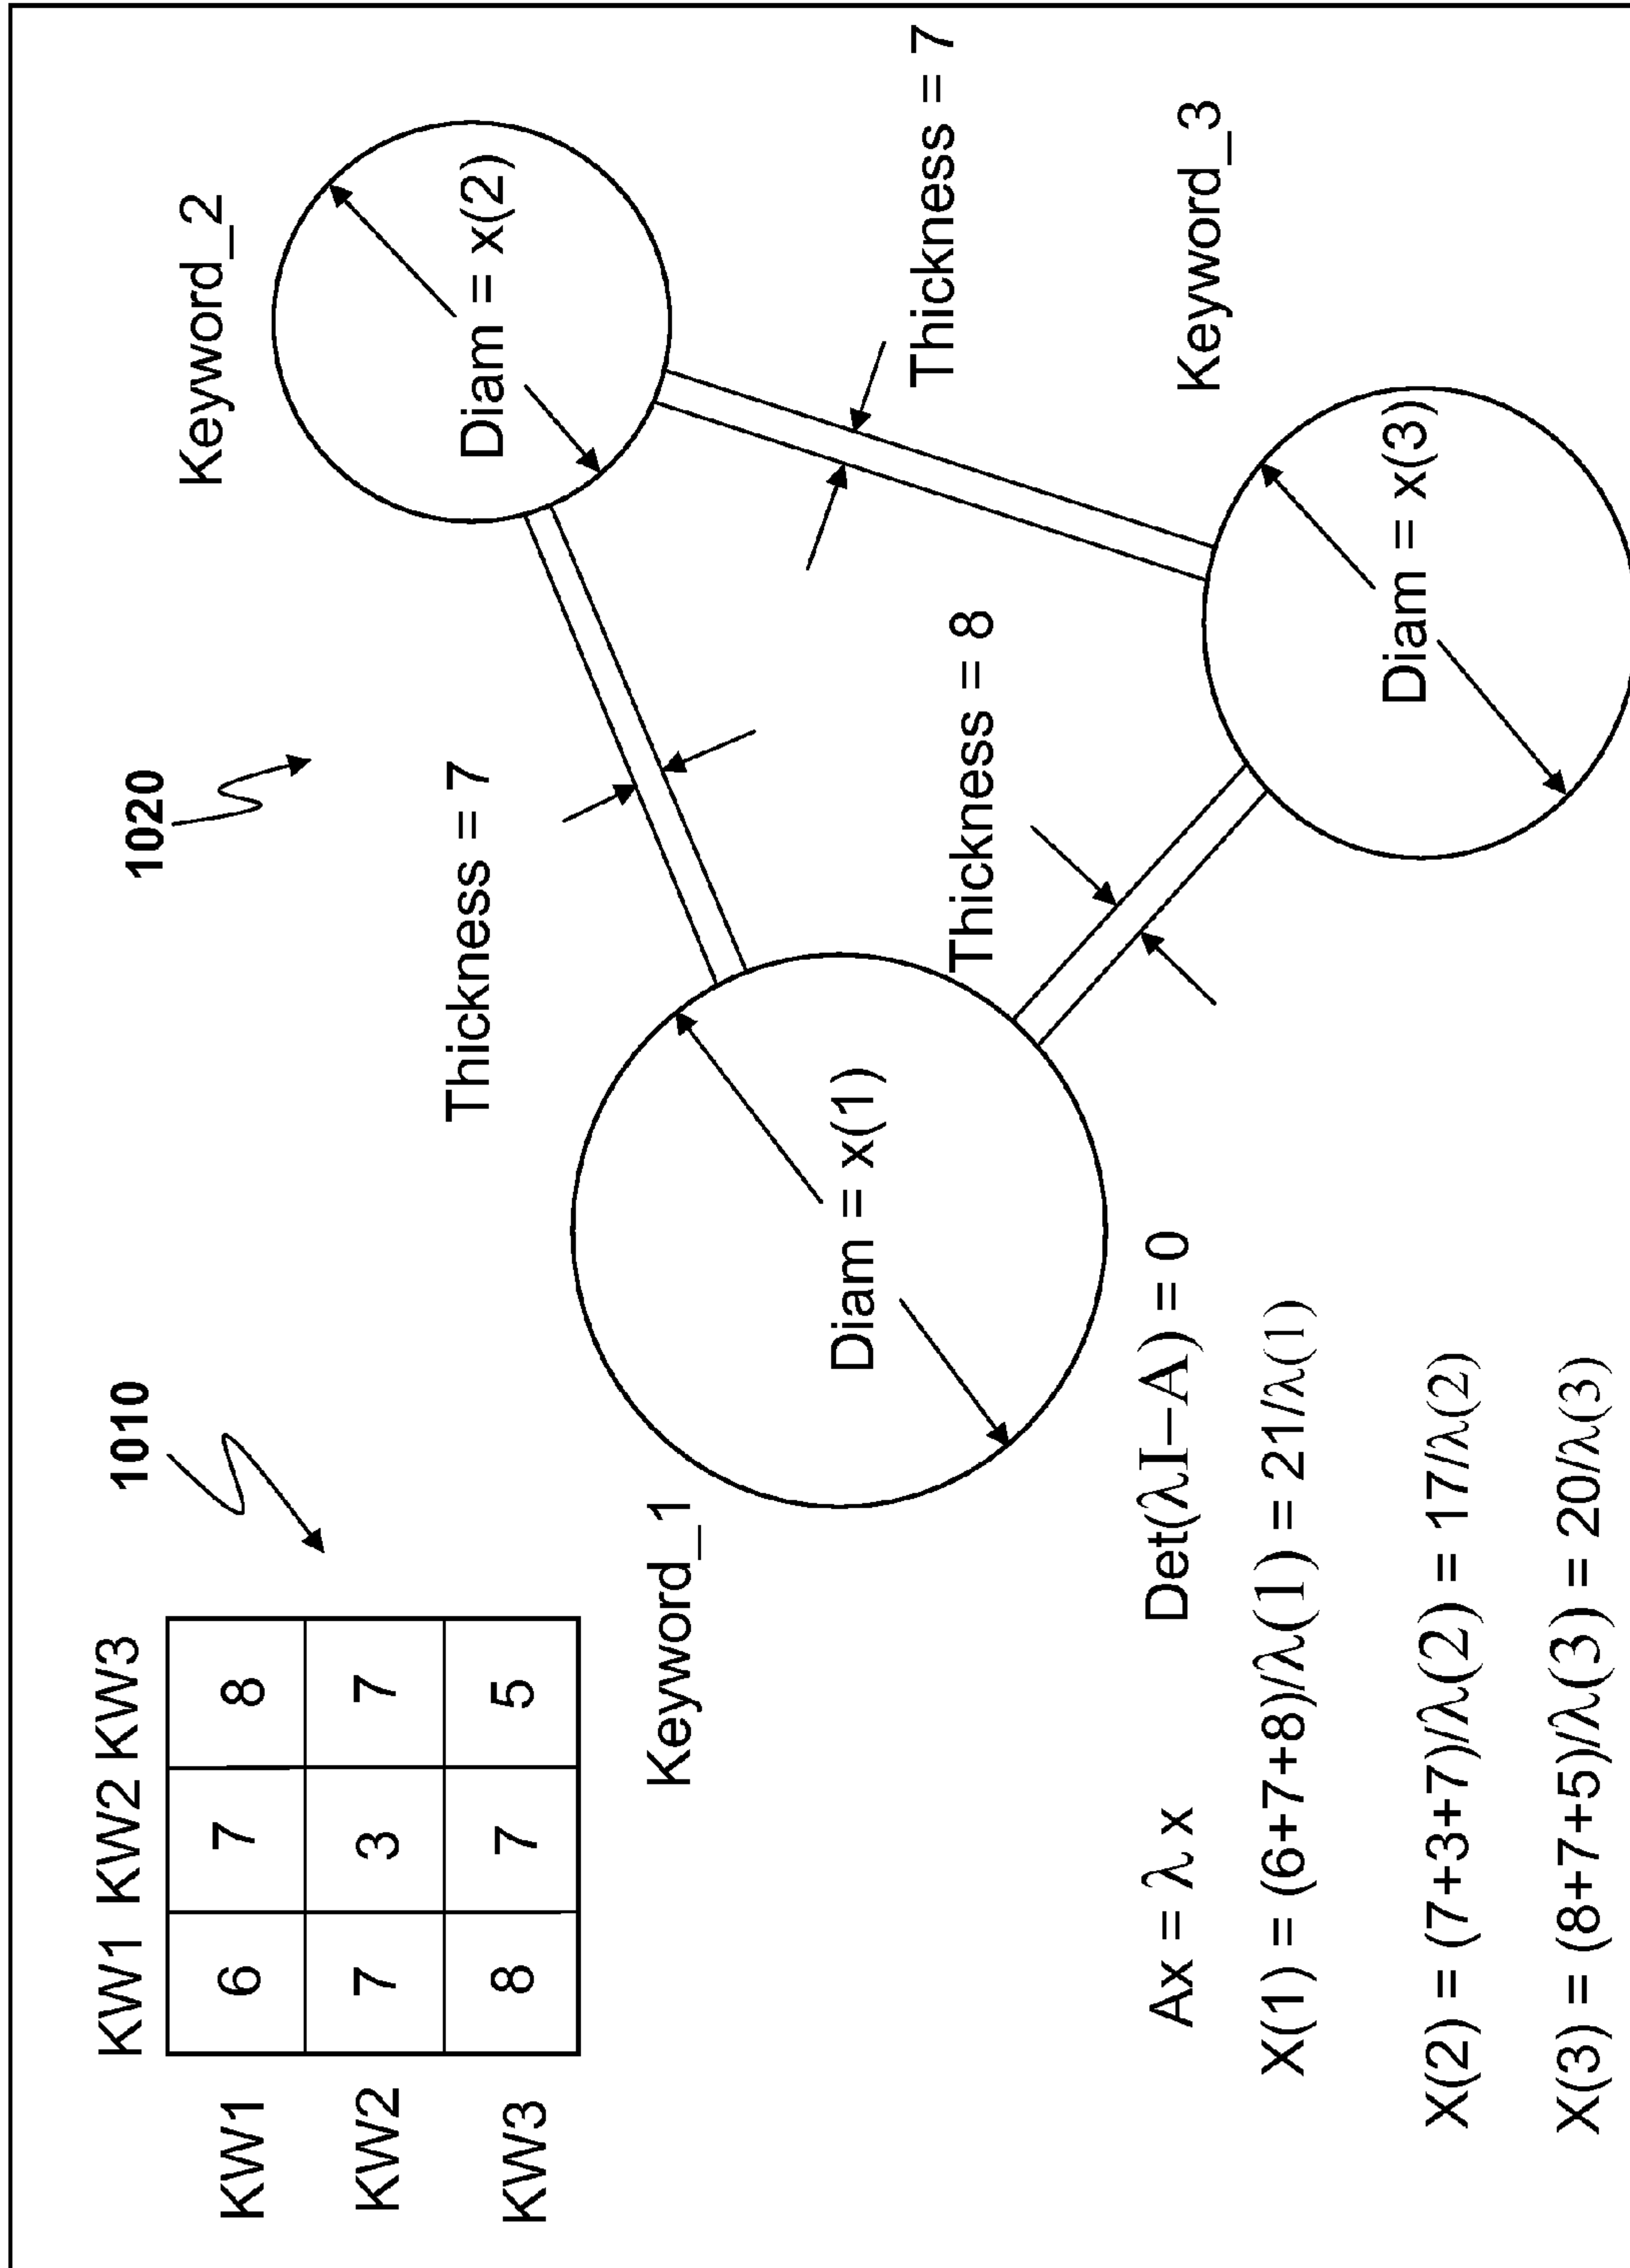 1010
1020
KW1 KW2 KW3
KW1 6 7 8
KW2 7 3 7
KW3 8 7 5
Keyword_1
Keyword_2
Keyword_3
Diam = x(1)
Diam = x(2)
Diam = x(3)
Thickness = 7
Thickness = 8
Thickness = 7
Ax = λ x Det(λI–A) = 0
X(1) = (6+7+8)/λ(1) = 21/λ(1)
X(2) = (7+3+7)/λ(2) = 17/λ(2)
X(3) = (8+7+5)/λ(3) = 20/λ(3)